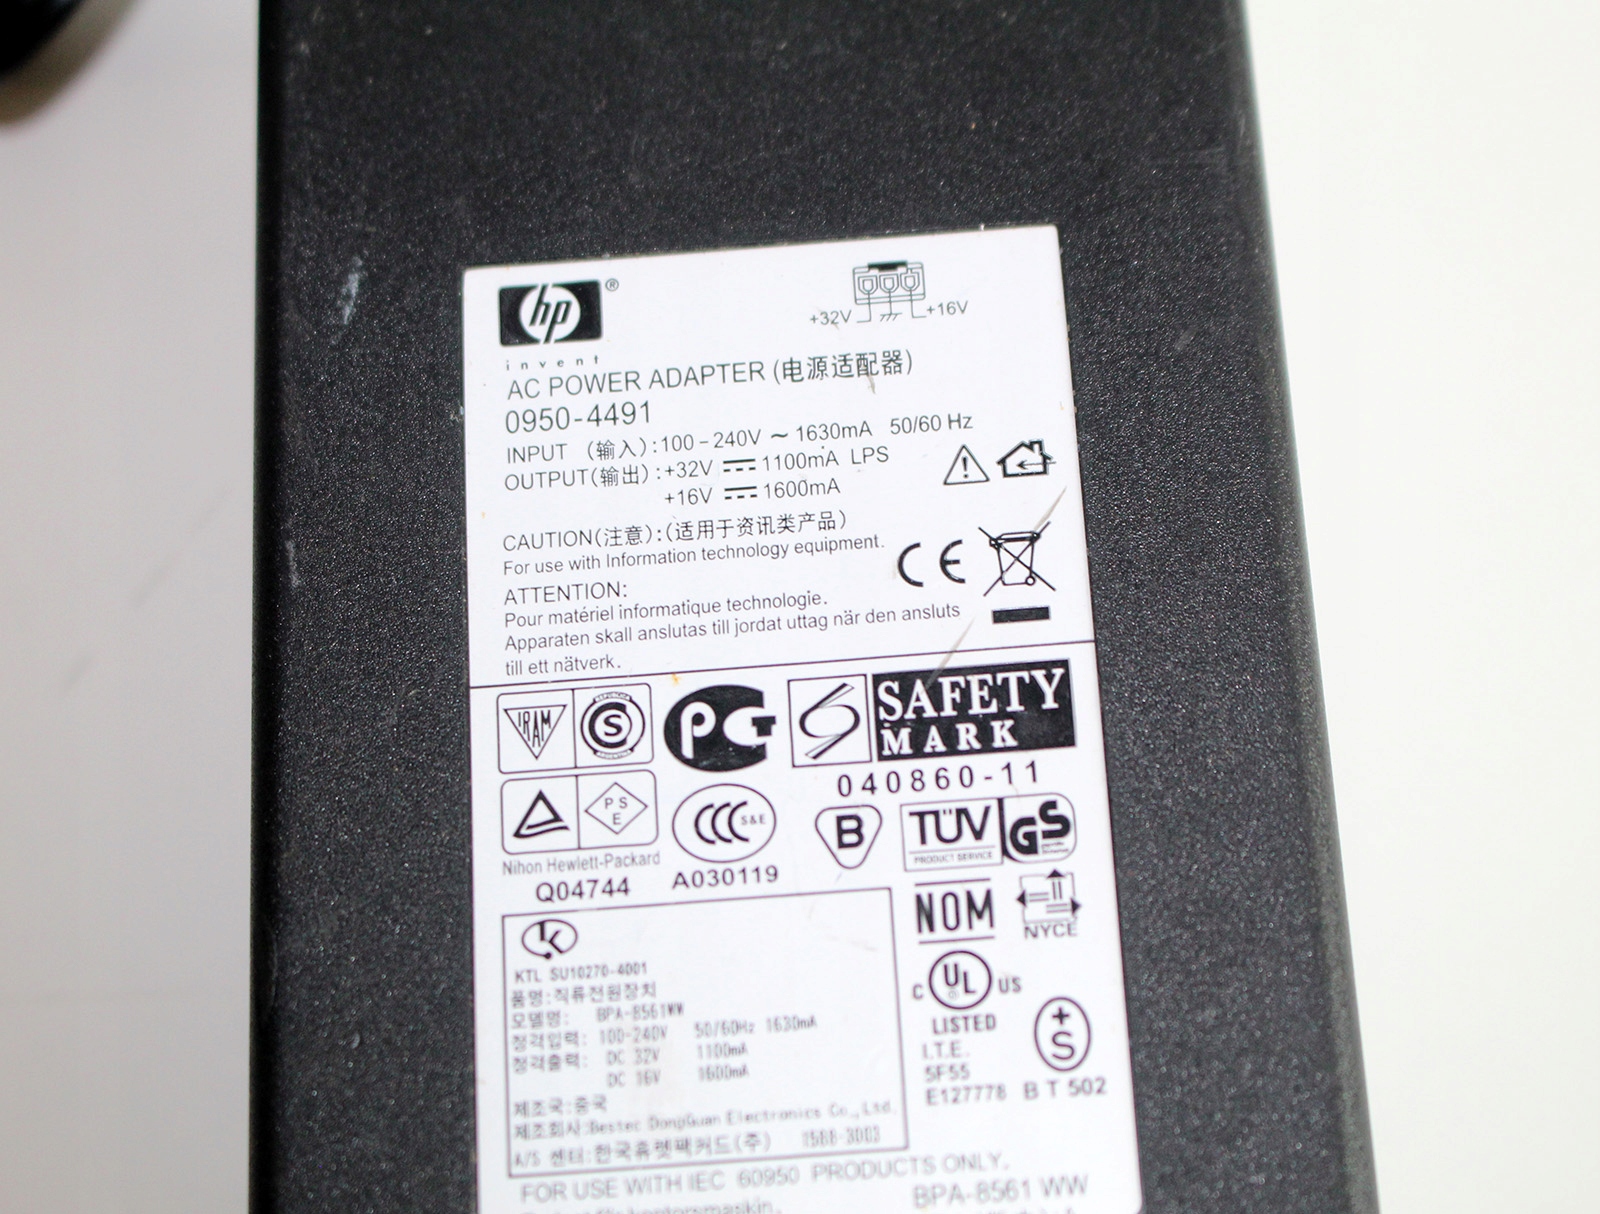 hp ®
invent
+32V +16V
AC POWER ADAPTER (电源适配器)
0950-4491
INPUT (输入):100-240V ~ 1630mA 50/60 Hz
OUTPUT(输出):+32V ⎓ 1100mA LPS
+16V ⎓ 1600mA
CAUTION(注意):(适用于资讯类产品)
For use with Information technology equipment.
CE
ATTENTION:
Pour matériel informatique technologie.
Apparaten skall anslutas till jordat uttag när den ansluts
till ett nätverk.
IRAM S PG S SAFETY
MARK
040860-11
PS
E
CCC S&E
B
TÜV
PRODUCT SERVICE
GS
Nihon Hewlett-Packard
Q04744
A030119
NOM
NYCE
KTL SU10270-4001
품명:직류전원장치
모델명: BPA-8561WW
정격입력: 100-240V 50/60Hz 1630mA
정격출력: DC 32V 1100mA
DC 16V 1600mA
제조국:중국
제조회사:Bestec DongGuan Electronics Co.,Ltd.
A/S 센터:한국휴렛팩커드(주) 1588-3003
C UL US
LISTED
I.T.E.
5F55
E127778
+S
BT 502
FOR USE WITH IEC 60950 PRODUCTS ONLY.
BPA-8561 WW